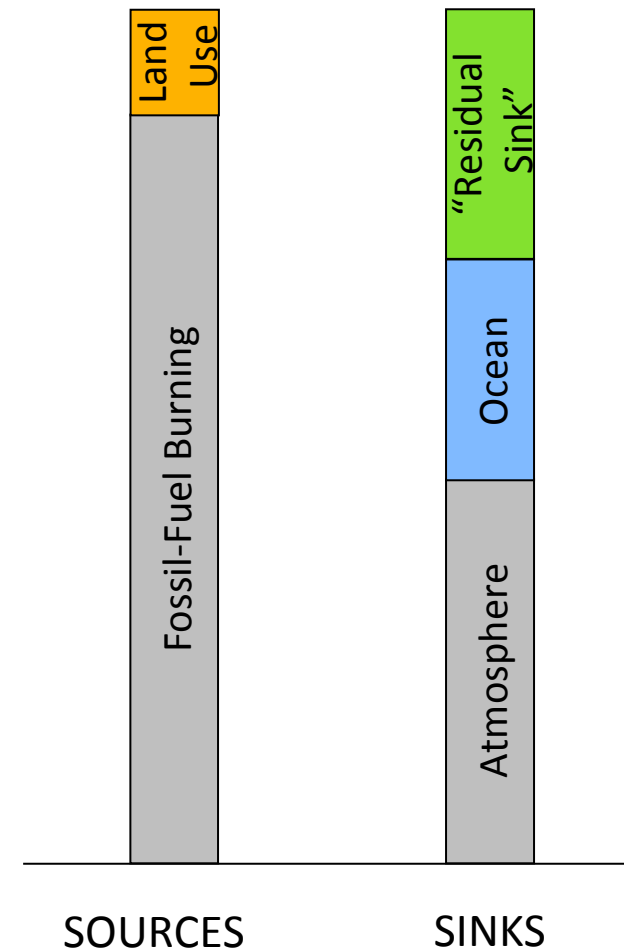 Land
Use
Fossil-Fuel Burning
“Residual
Sink”
Ocean
Atmosphere
SOURCES
SINKS